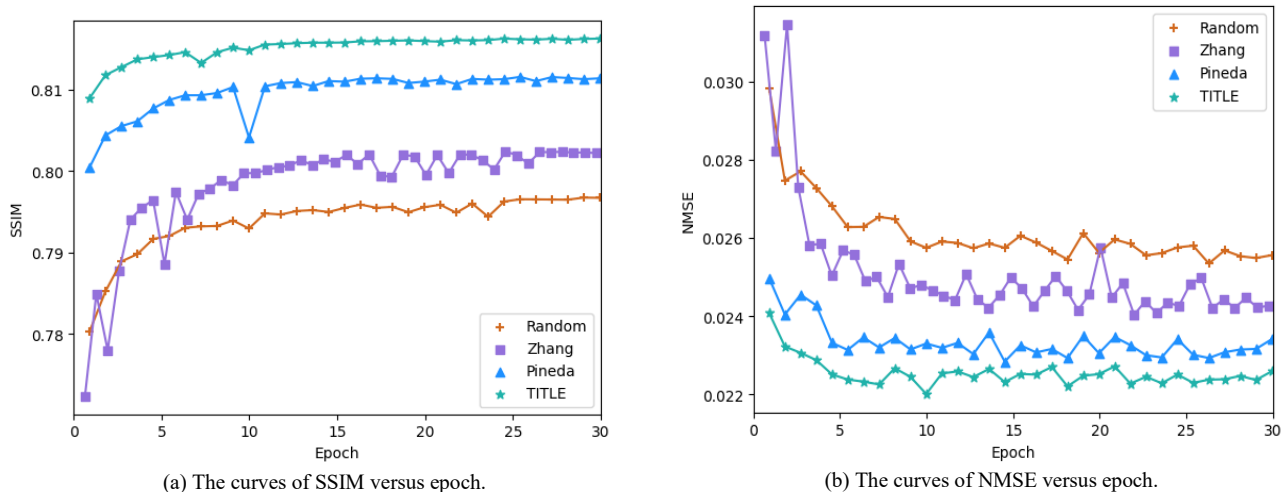 SSIM
0.81
0.80
0.79
0.78
0 5 10 15 20 25 30
Epoch
Random
Zhang
Pineda
TITLE
(a) The curves of SSIM versus epoch.
NMSE
0.030
0.028
0.026
0.024
0.022
0 5 10 15 20 25 30
Epoch
Random
Zhang
Pineda
TITLE
(b) The curves of NMSE versus epoch.